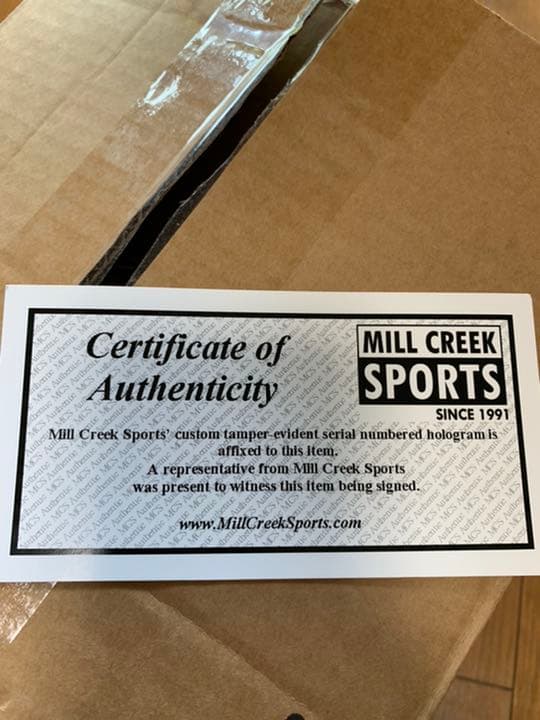 Certificate of
Authenticity
MILL CREEK
SPORTS
SINCE 1991
Mill Creek Sports' custom tamper-evident serial numbered hologram is
affixed to this item.
A representative from Mill Creek Sports
was present to witness this item being signed.
www.MillCreekSports.com